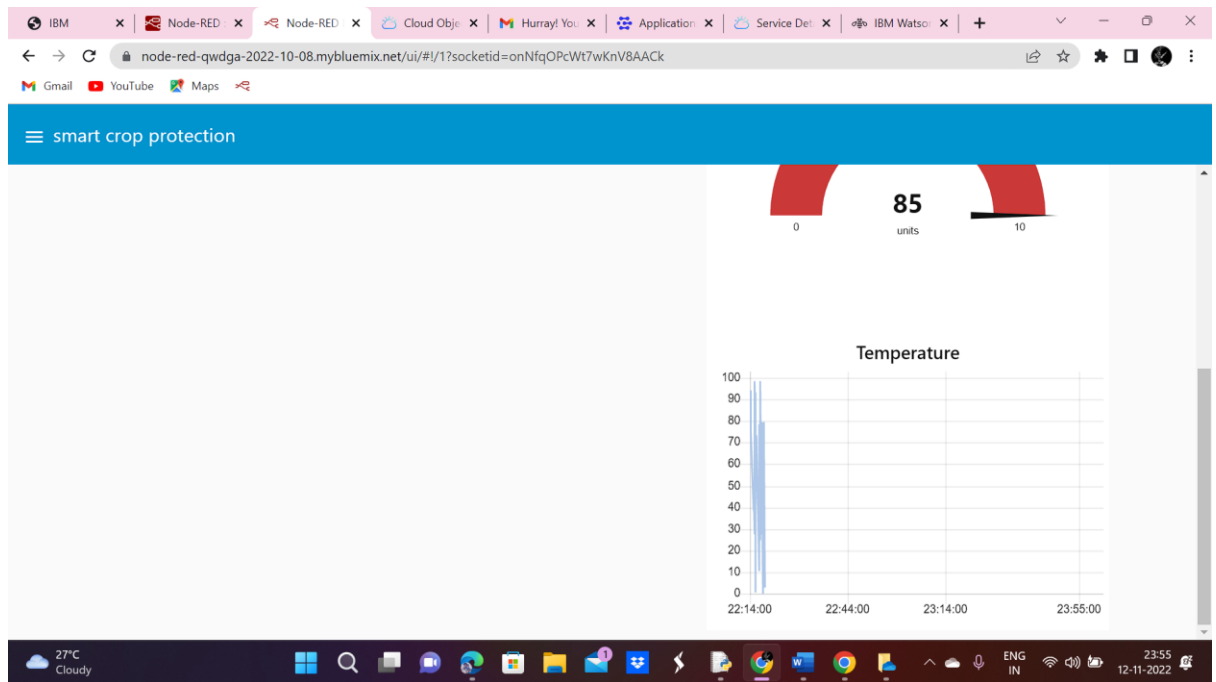 IBM
Node-RED :
Node-RED
Cloud Obje
Hurray! You
Application
Service Det
IBM Watson
node-red-qwdga-2022-10-08.mybluemix.net/ui/#!/1?socketid=onNfqOPcWt7wKnV8AACk
Gmail YouTube Maps
smart crop protection
85
0 units 10
Temperature
100
90
80
70
60
50
40
30
20
10
0
22:14:00 22:44:00 23:14:00 23:55:00
27°C
Cloudy
ENG
IN
23:55
12-11-2022